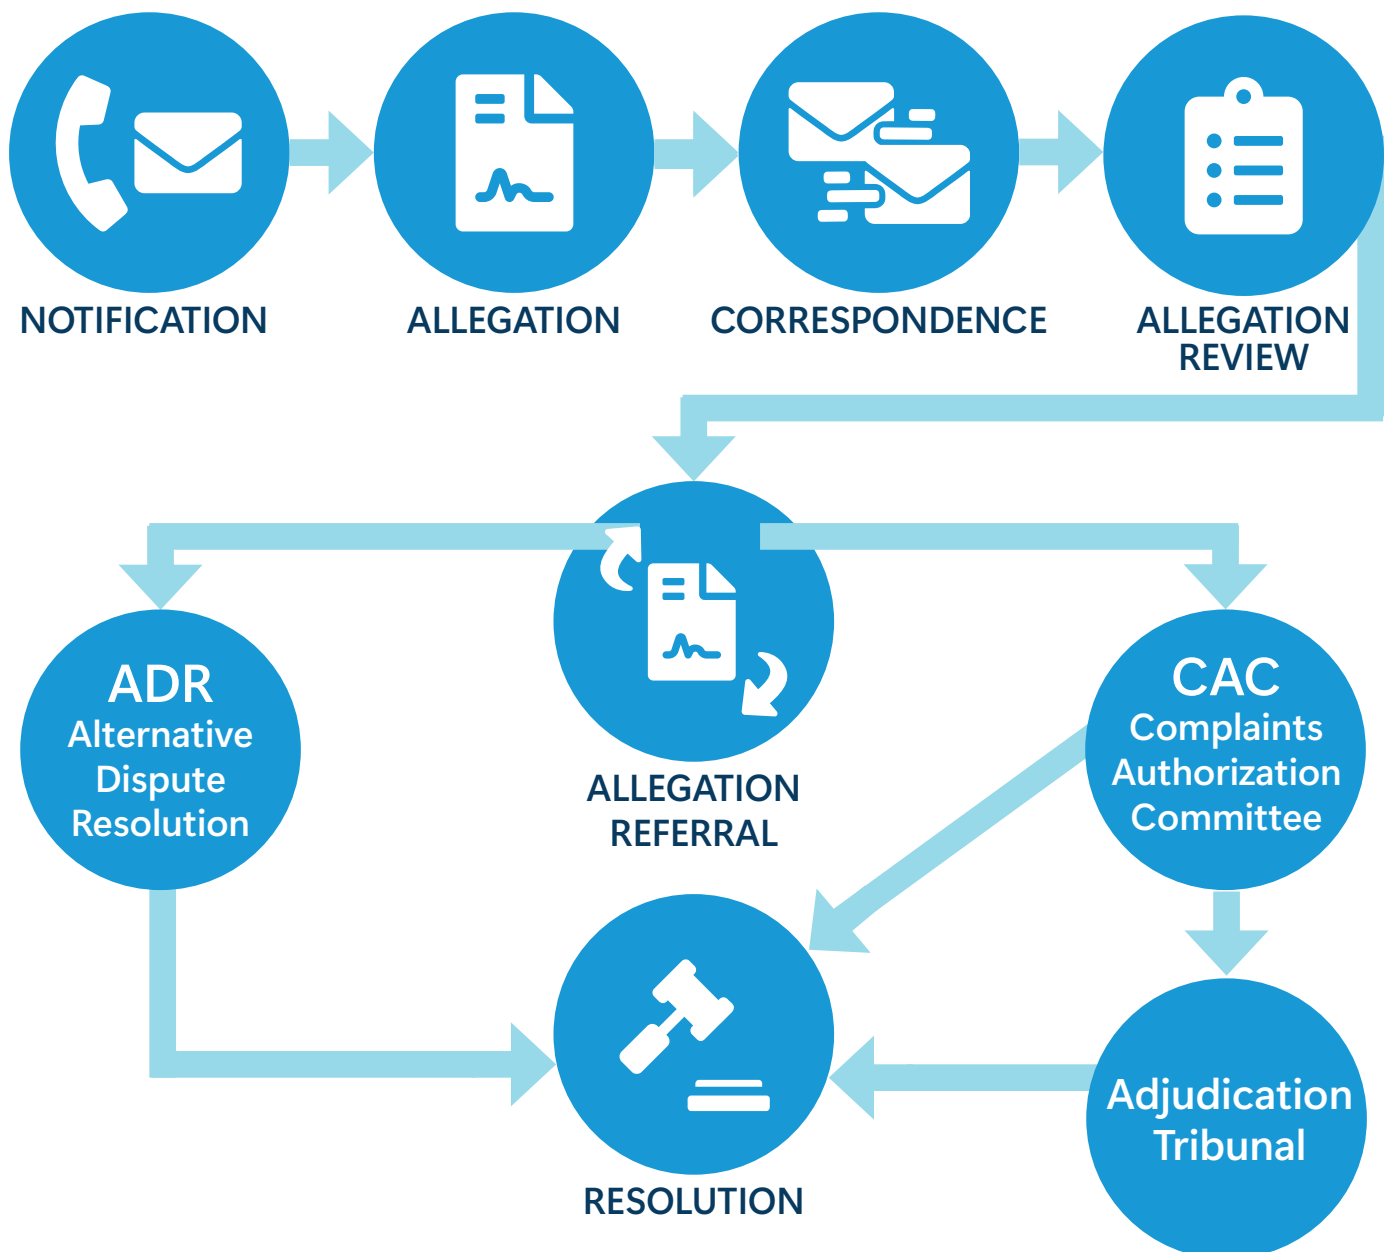 NOTIFICATION
ALLEGATION
CORRESPONDENCE
ALLEGATION
REVIEW
ADR
Alternative
Dispute
Resolution
ALLEGATION
REFERRAL
CAC
Complaints
Authorization
Committee
RESOLUTION
Adjudication
Tribunal